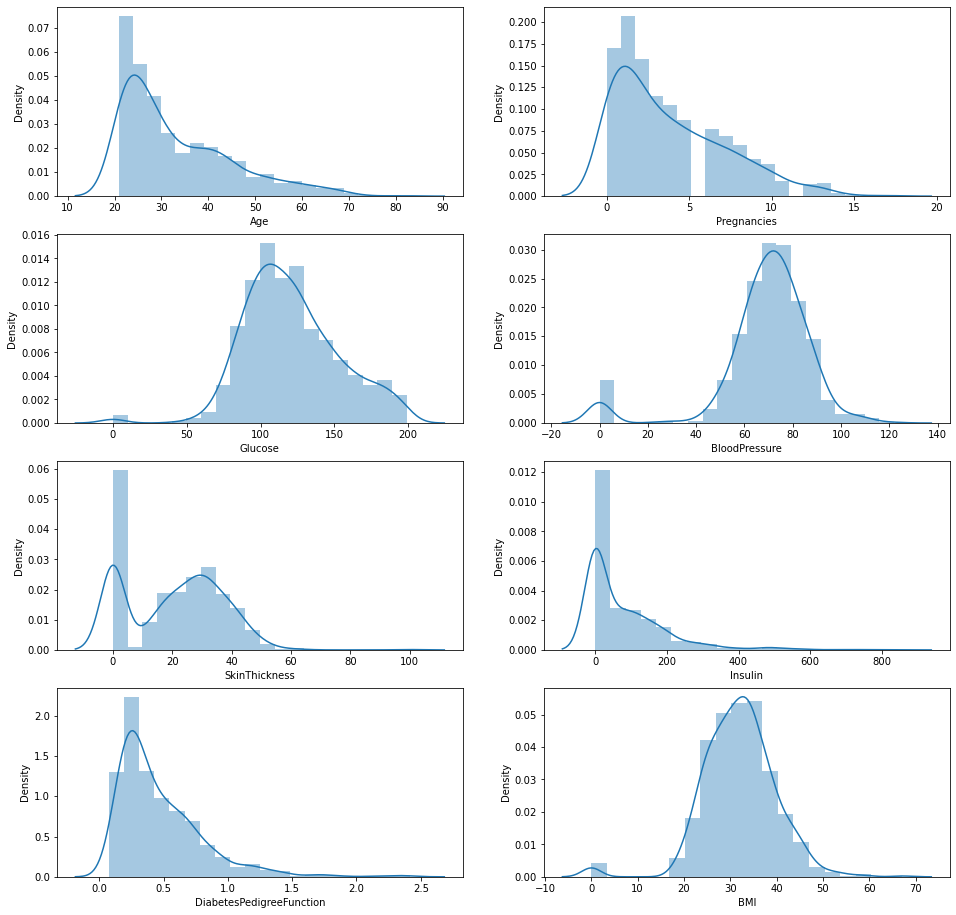 Density
0.07
0.06
0.05
0.04
0.03
0.02
0.01
0.00
10 20 30 40 50 60 70 80 90
Age
Density
0.200
0.175
0.150
0.125
0.100
0.075
0.050
0.025
0.000
0 5 10 15 20
Pregnancies
Density
0.016
0.014
0.012
0.010
0.008
0.006
0.004
0.002
0.000
0 50 100 150 200
Glucose
Density
0.030
0.025
0.020
0.015
0.010
0.005
0.000
−20 0 20 40 60 80 100 120 140
BloodPressure
Density
0.06
0.05
0.04
0.03
0.02
0.01
0.00
0 20 40 60 80 100
SkinThickness
Density
0.012
0.010
0.008
0.006
0.004
0.002
0.000
0 200 400 600 800
Insulin
Density
2.0
1.5
1.0
0.5
0.0
0.0 0.5 1.0 1.5 2.0 2.5
DiabetesPedigreeFunction
Density
0.05
0.04
0.03
0.02
0.01
0.00
−10 0 10 20 30 40 50 60 70
BMI